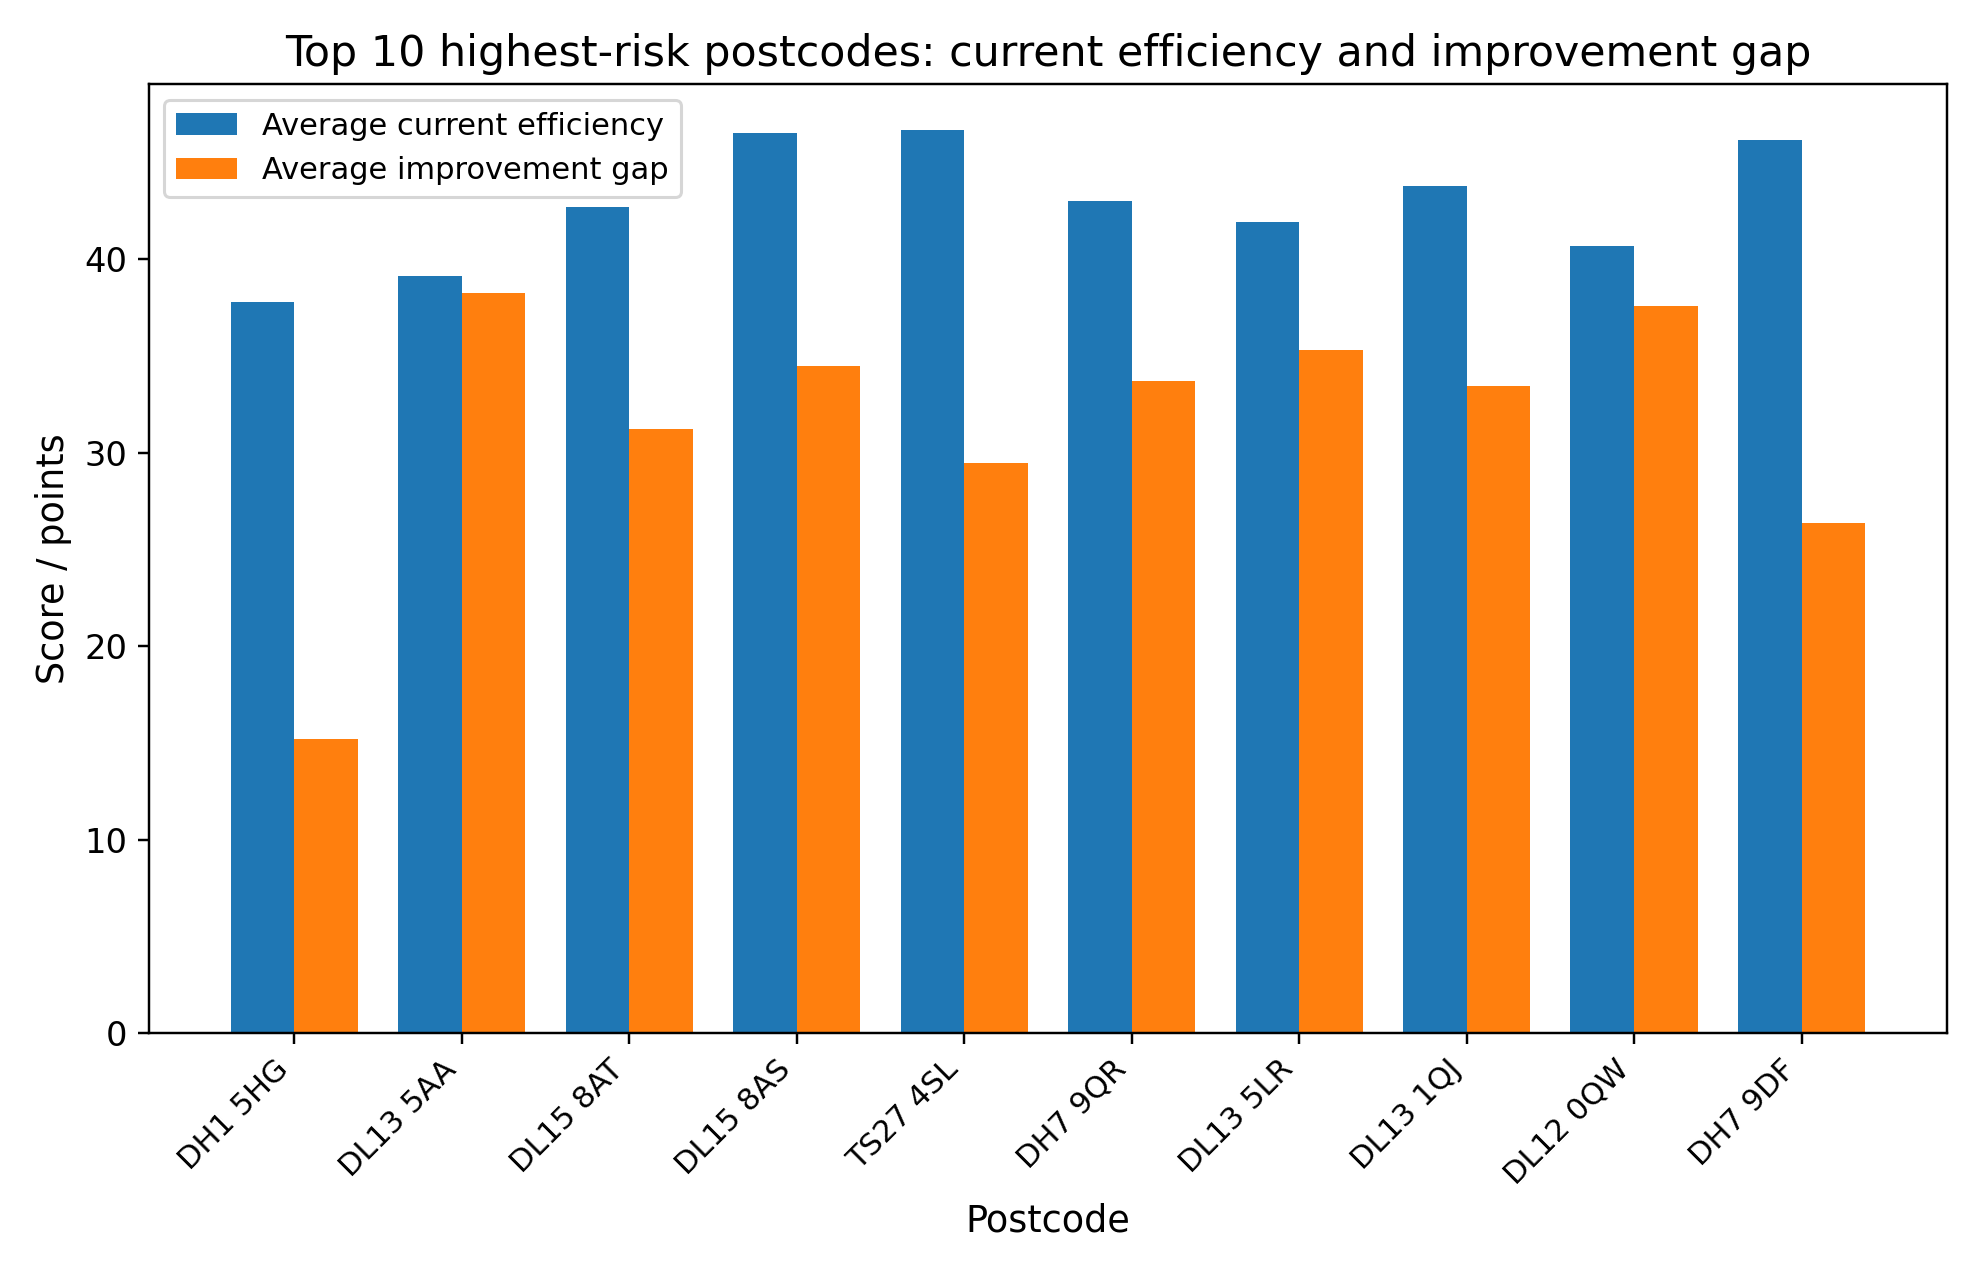 Top 10 highest-risk postcodes: current efficiency and improvement gap
Average current efficiency
Average improvement gap
Score / points
40
30
20
10
0
DH1 5HG
DL13 5AA
DL15 8AT
DL15 8AS
TS27 4SL
DH7 9QR
DL13 5LR
DL13 1QJ
DL12 0QW
DH7 9DF
Postcode